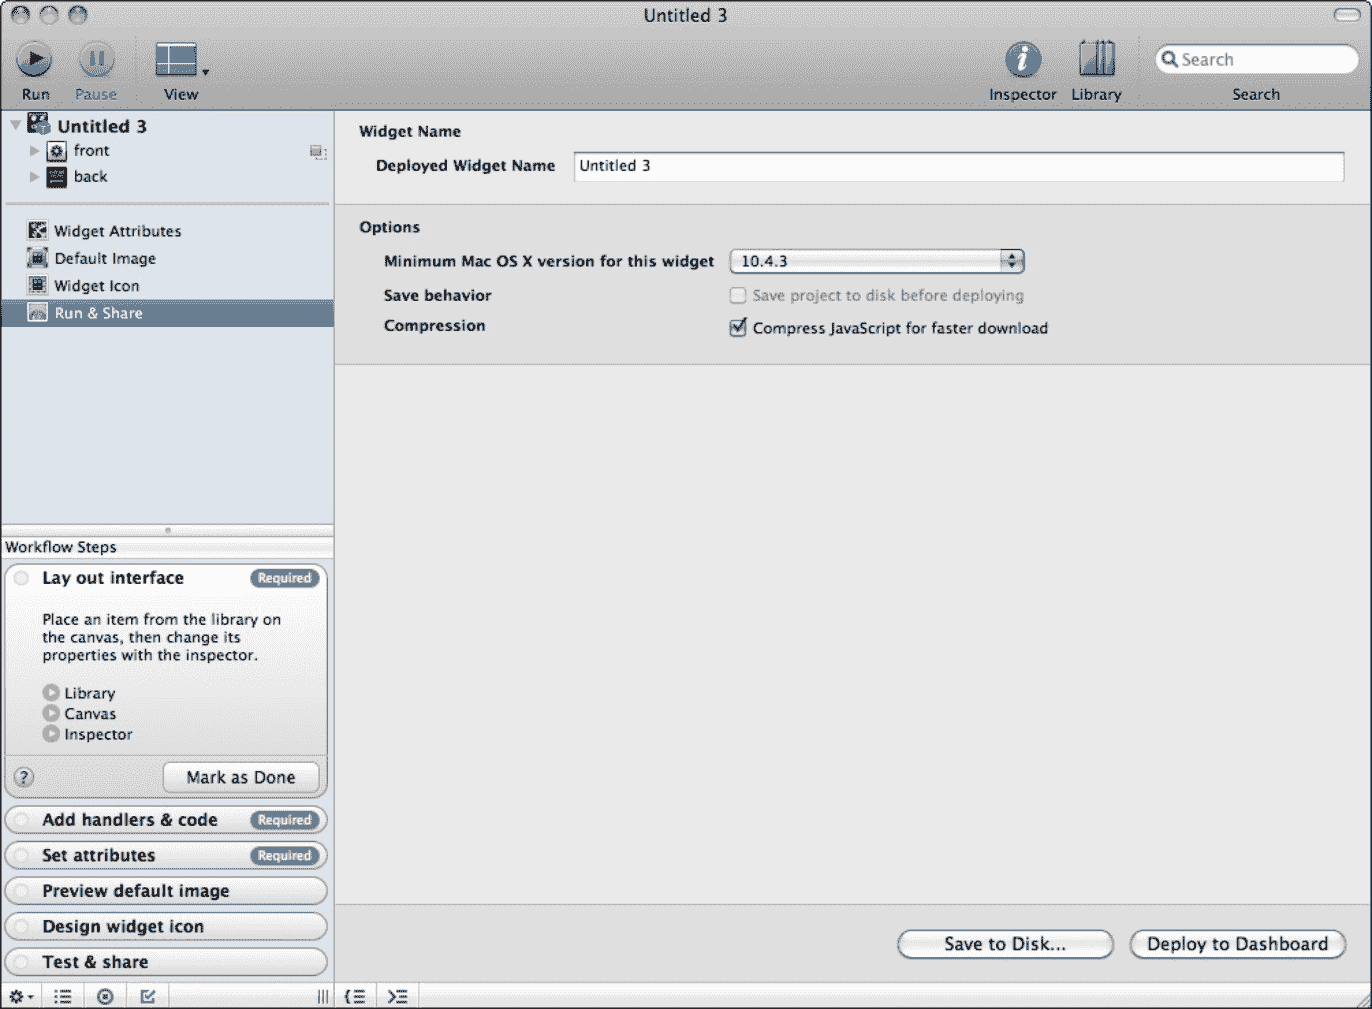 Untitled 3
Run Pause View Inspector Library Search
Search
Untitled 3
front
back
Widget Attributes
Default Image
Widget Icon
Run & Share
Widget Name
Deployed Widget Name Untitled 3
Options
Minimum Mac OS X version for this widget 10.4.3
Save behavior Save project to disk before deploying
Compression Compress JavaScript for faster download
Workflow Steps
Lay out interface Required
Place an item from the library on
the canvas, then change its
properties with the inspector.
Library
Canvas
Inspector
? Mark as Done
Add handlers & code Required
Set attributes Required
Preview default image
Design widget icon
Test & share
Save to Disk... Deploy to Dashboard